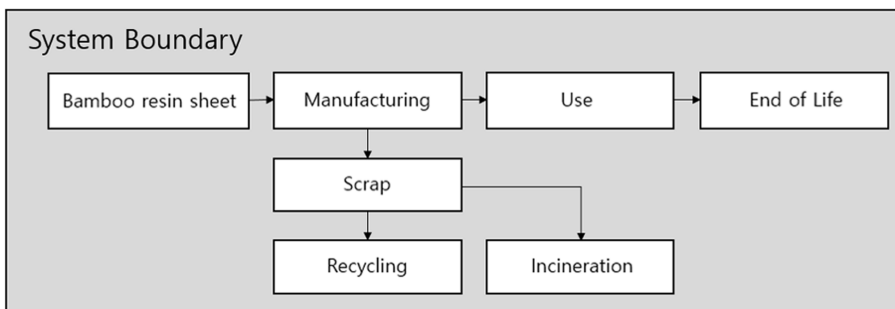 System Boundary
Bamboo resin sheet
Manufacturing
Use
End of Life
Scrap
Recycling
Incineration